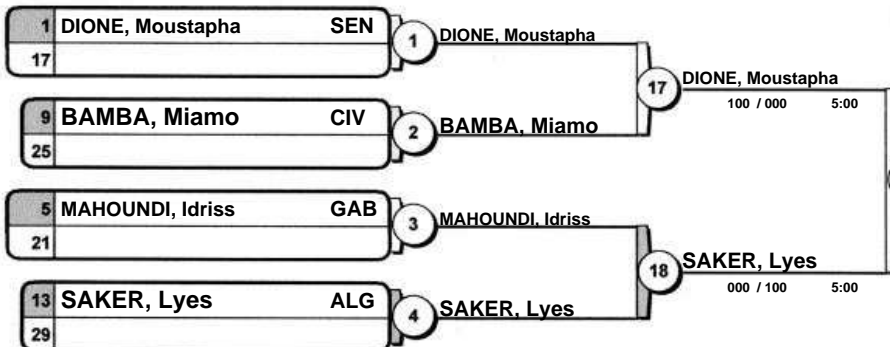 1 DIONE, Moustapha SEN
17
1 DIONE, Moustapha
17 DIONE, Moustapha
100 / 000 5:00
9 BAMBA, Miamo CIV
25
2 BAMBA, Miamo
5 MAHOUNDI, Idriss GAB
21
3 MAHOUNDI, Idriss
18 SAKER, Lyes
000 / 100 5:00
13 SAKER, Lyes ALG
29
4 SAKER, Lyes